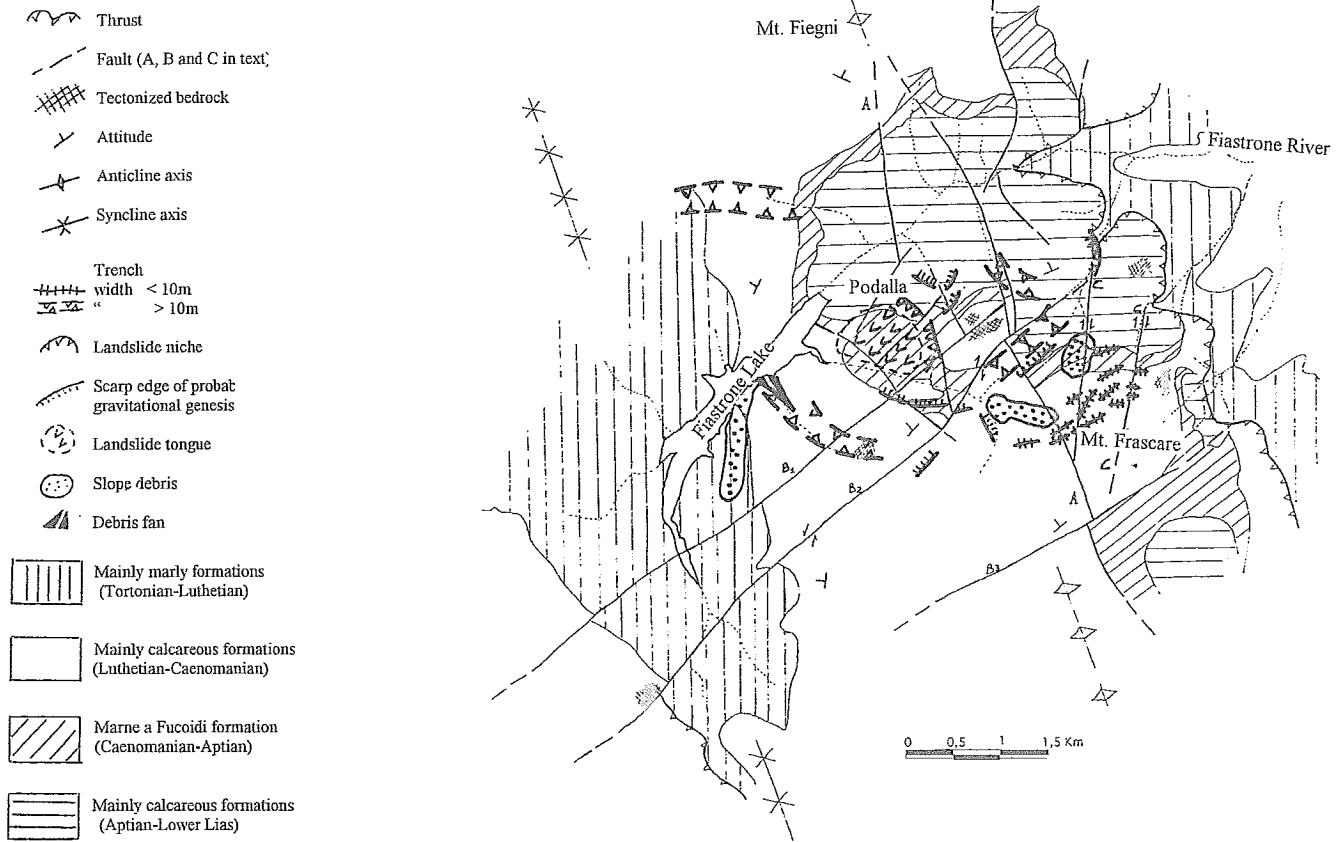 Thrust
Fault (A, B and C in text)
Tectonized bedrock
Attitude
Anticline axis
Syncline axis
Trench
width < 10m
“ > 10m
Landslide niche
Scarp edge of probat
gravitational genesis
Landslide tongue
Slope debris
Debris fan
Mainly marly formations
(Tortonian-Luthetian)
Mainly calcareous formations
(Luthetian-Caenomanian)
Marne a Fucoidi formation
(Caenomanian-Aptian)
Mainly calcareous formations
(Aptian-Lower Lias)
Mt. Fiegni
A
Fiastrone River
Podalla
C
C
Fiastrone Lake
Mt. Frascare
C
B1
B2
A
B3
0 0,5 1 1,5 Km